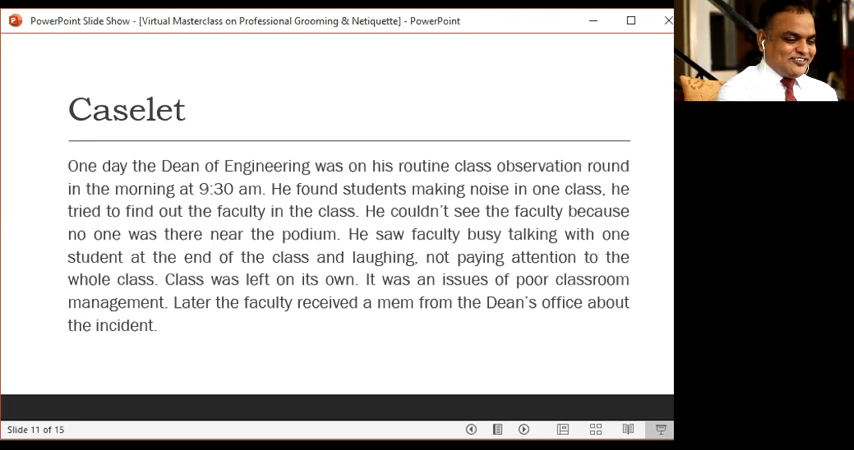 PowerPoint Slide Show - [Virtual Masterclass on Professional Grooming & Netiquette] - PowerPoint
Caselet
One day the Dean of Engineering was on his routine class observation round
in the morning at 9:30 am. He found students making noise in one class, he
tried to find out the faculty in the class. He couldn't see the faculty because
no one was there near the podium. He saw faculty busy talking with one
student at the end of the class and laughing, not paying attention to the
whole class. Class was left on its own. It was an issues of poor classroom
management. Later the faculty received a mem from the Dean's office about
the incident.
Slide 11 of 15